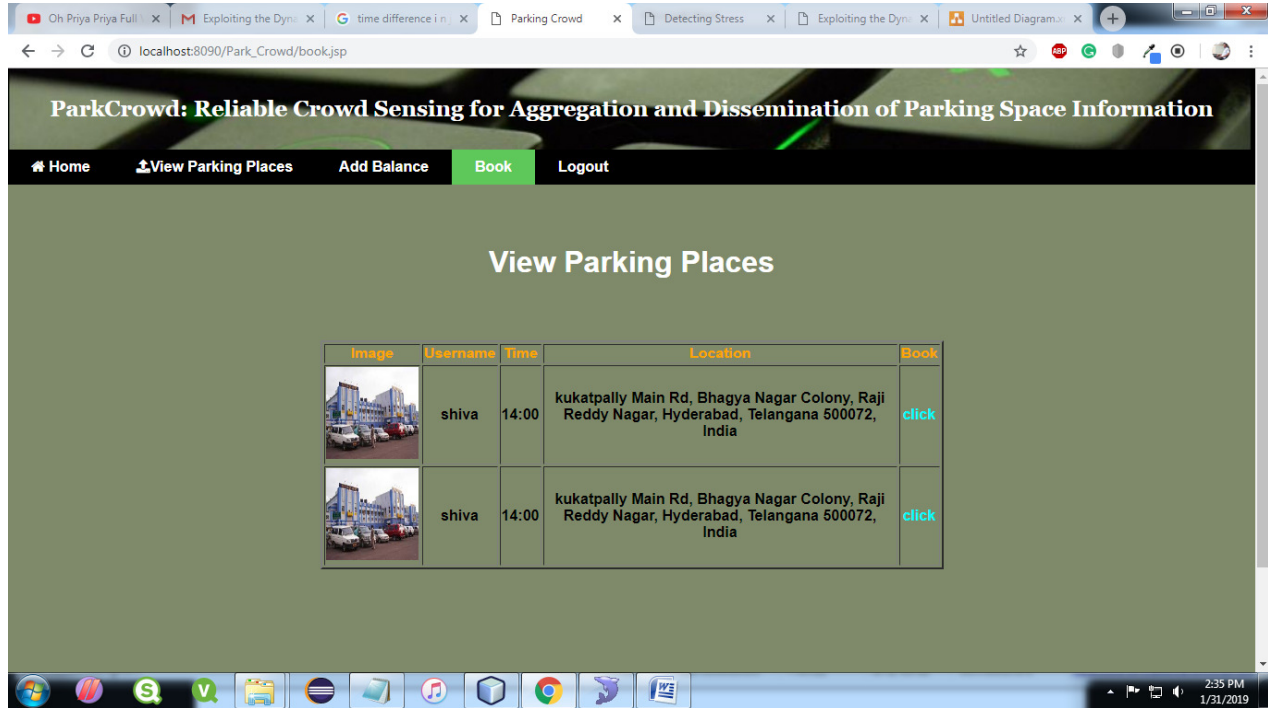 Oh Priya Priya Full
Exploiting the Dyna
time difference i n j
Parking Crowd
Detecting Stress
Exploiting the Dyna
Untitled Diagram.x
localhost:8090/Park_Crowd/book.jsp
ABP
ParkCrowd: Reliable Crowd Sensing for Aggregation and Dissemination of Parking Space Information
Home
View Parking Places
Add Balance
Book
Logout
View Parking Places
Image Username Time Location Book
shiva 14:00 kukatpally Main Rd, Bhagya Nagar Colony, Raji
Reddy Nagar, Hyderabad, Telangana 500072,
India
click
shiva 14:00 kukatpally Main Rd, Bhagya Nagar Colony, Raji
Reddy Nagar, Hyderabad, Telangana 500072,
India
click
2:35 PM
1/31/2019